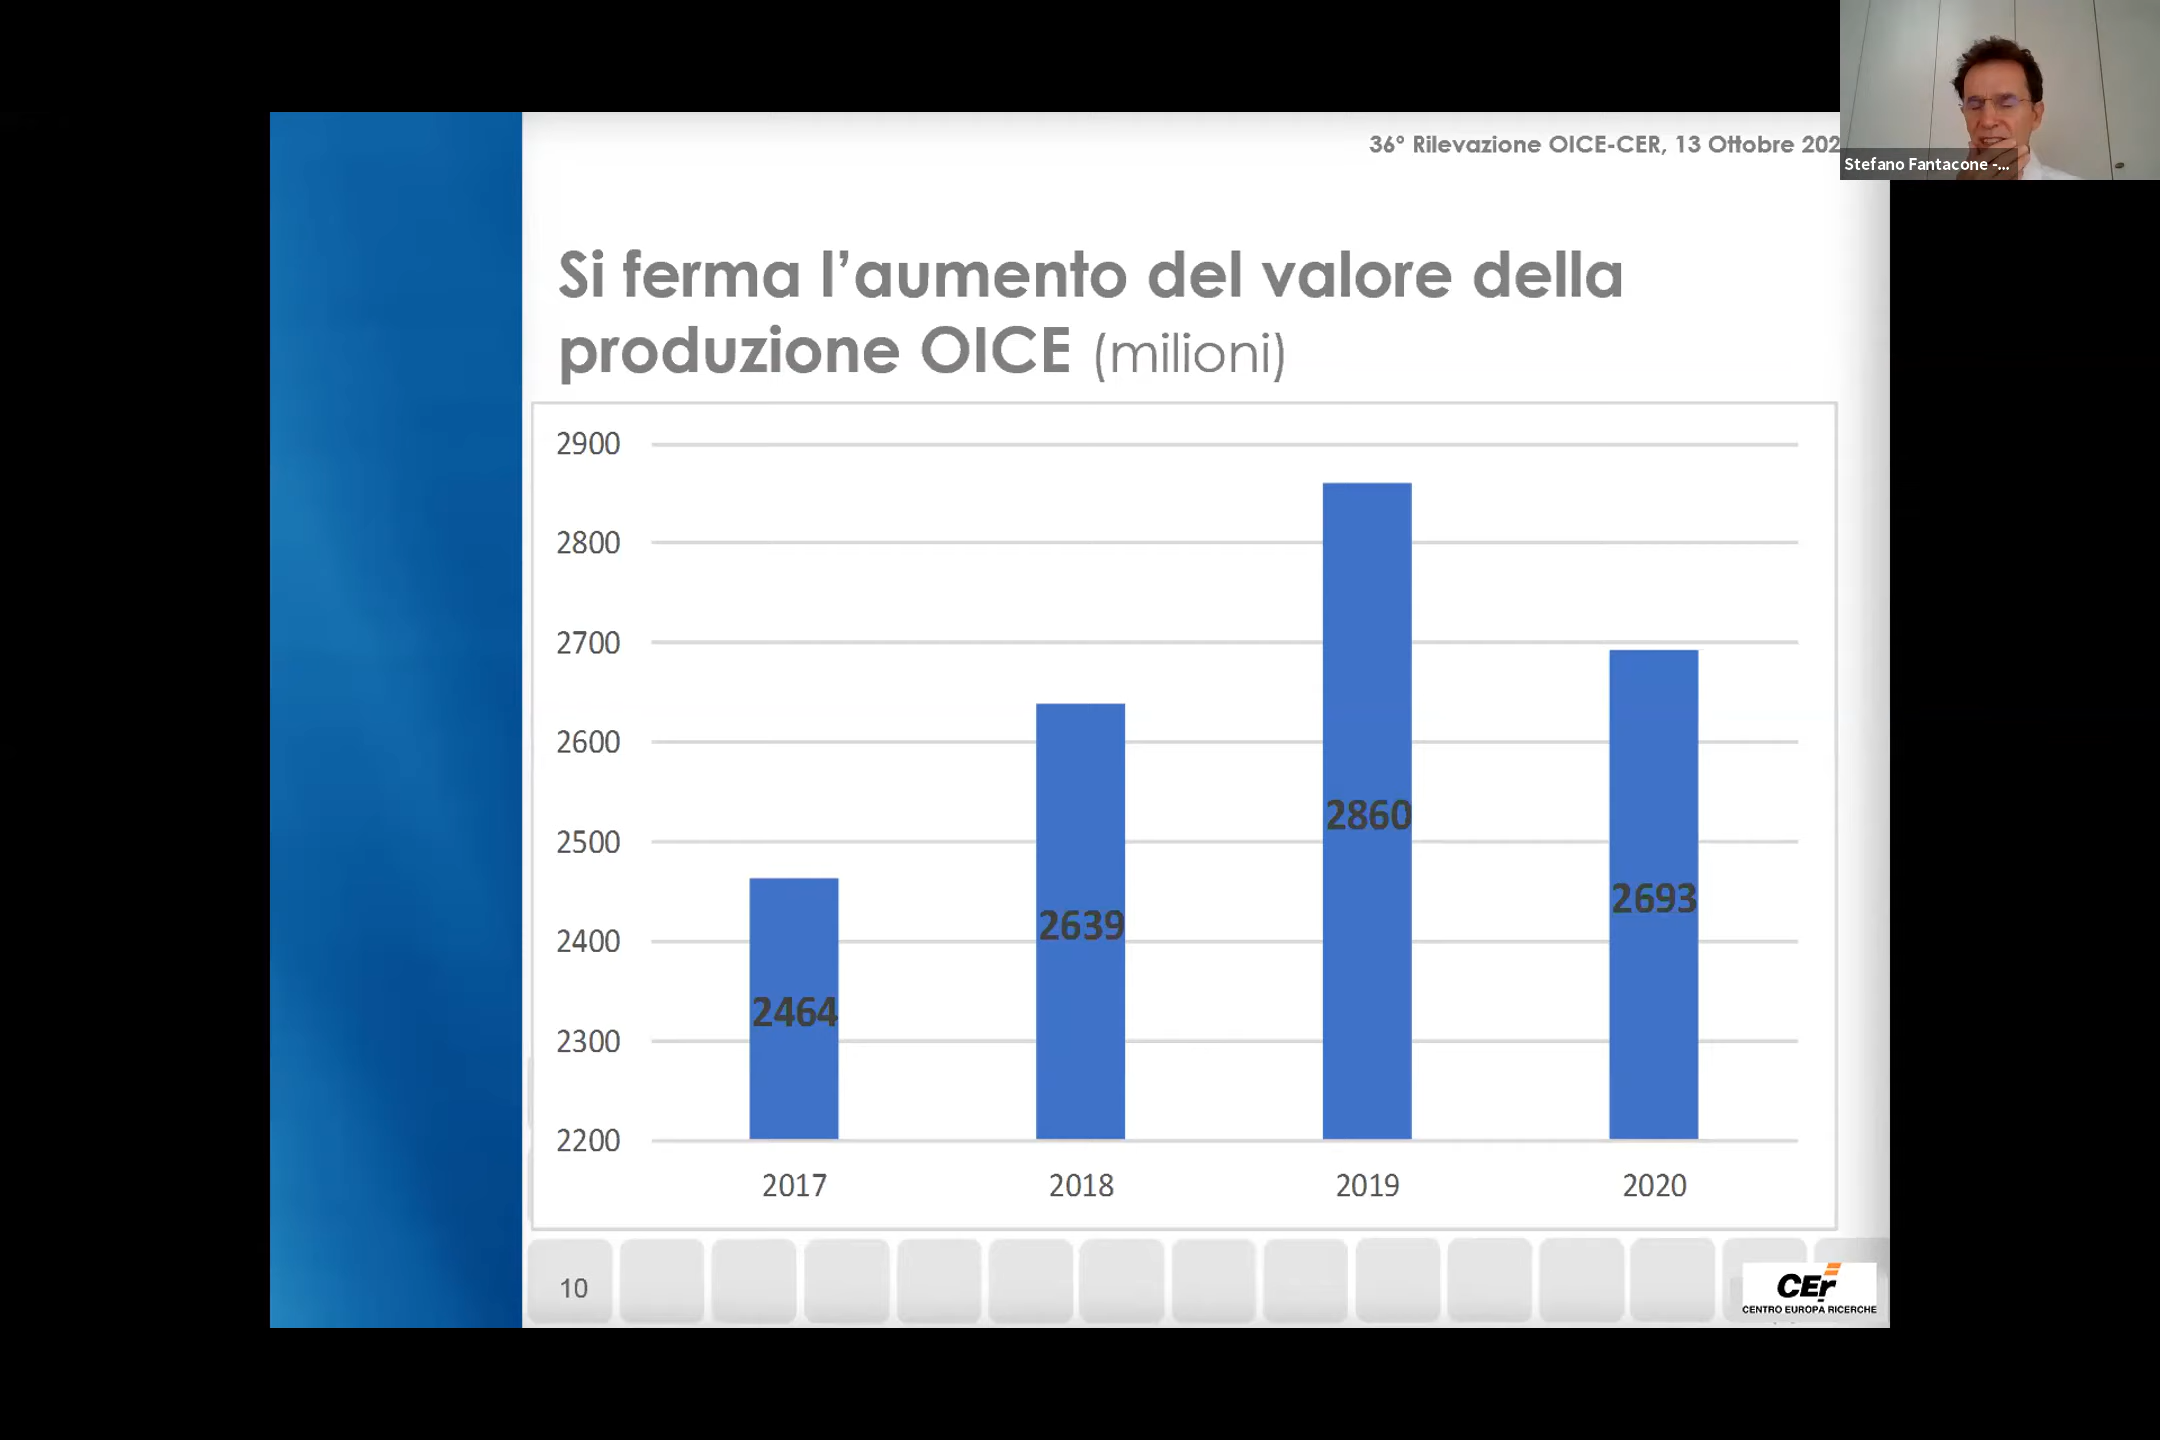 36° Rilevazione OICE-CER, 13 Ottobre 202
Stefano Fantacone -...
Si ferma l’aumento del valore della
produzione OICE (milioni)
2900
2800
2700
2600
2500
2400
2300
2200
2464
2639
2860
2693
2017
2018
2019
2020
10
CEr
CENTRO EUROPA RICERCHE